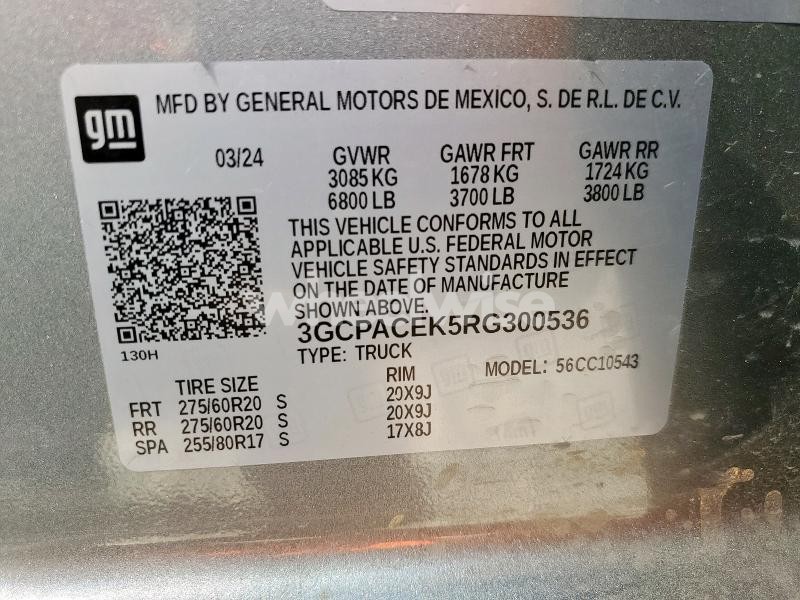 gm
MFD BY GENERAL MOTORS DE MEXICO, S. DE R.L. DE C.V.
03/24 GVWR GAWR FRT GAWR RR
3085 KG 1678 KG 1724 KG
6800 LB 3700 LB 3800 LB
THIS VEHICLE CONFORMS TO ALL
APPLICABLE U.S. FEDERAL MOTOR
VEHICLE SAFETY STANDARDS IN EFFECT
ON THE DATE OF MANUFACTURE
SHOWN ABOVE.
3GCPACEK5RG300536
130H TYPE: TRUCK
MODEL: 56CC10543
TIRE SIZE RIM
FRT 275/60R20 S 20X9J
RR 275/60R20 S 20X9J
SPA 255/80R17 S 17X8J
gm